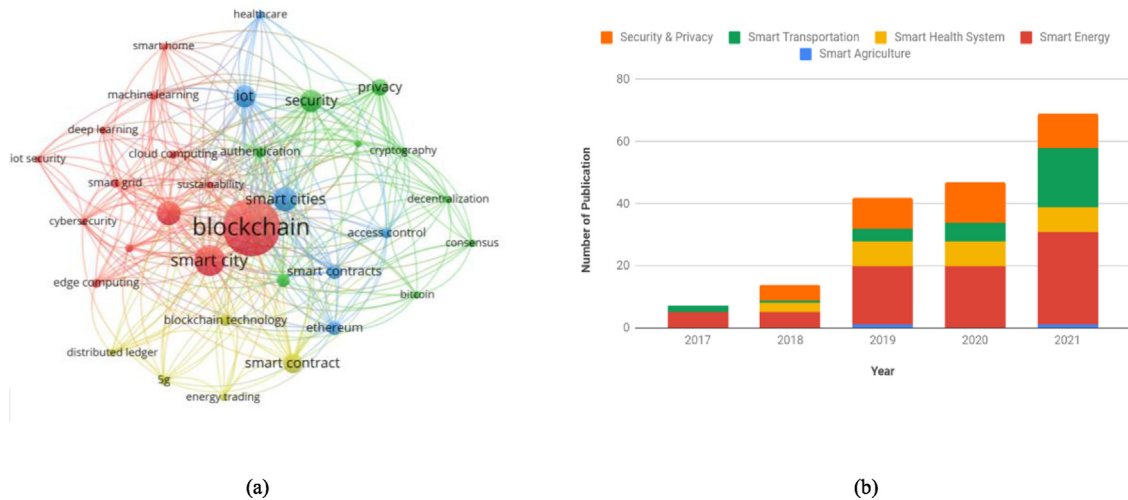 healthcare
smart home
iot
privacy
security
machine learning
deep learning
cloud computing
authentication
cryptography
iot security
smart grid
sustainability
smart cities
decentralization
cybersecurity
blockchain
access control
consensus
smart city
smart contracts
edge computing
bitcoin
blockchain technology
ethereum
distributed ledger
smart contract
5g
energy trading
(a)
Security & Privacy Smart Transportation Smart Health System Smart Energy
Smart Agriculture
Number of Publication
80
60
40
20
0
2017 2018 2019 2020 2021
Year
(b)